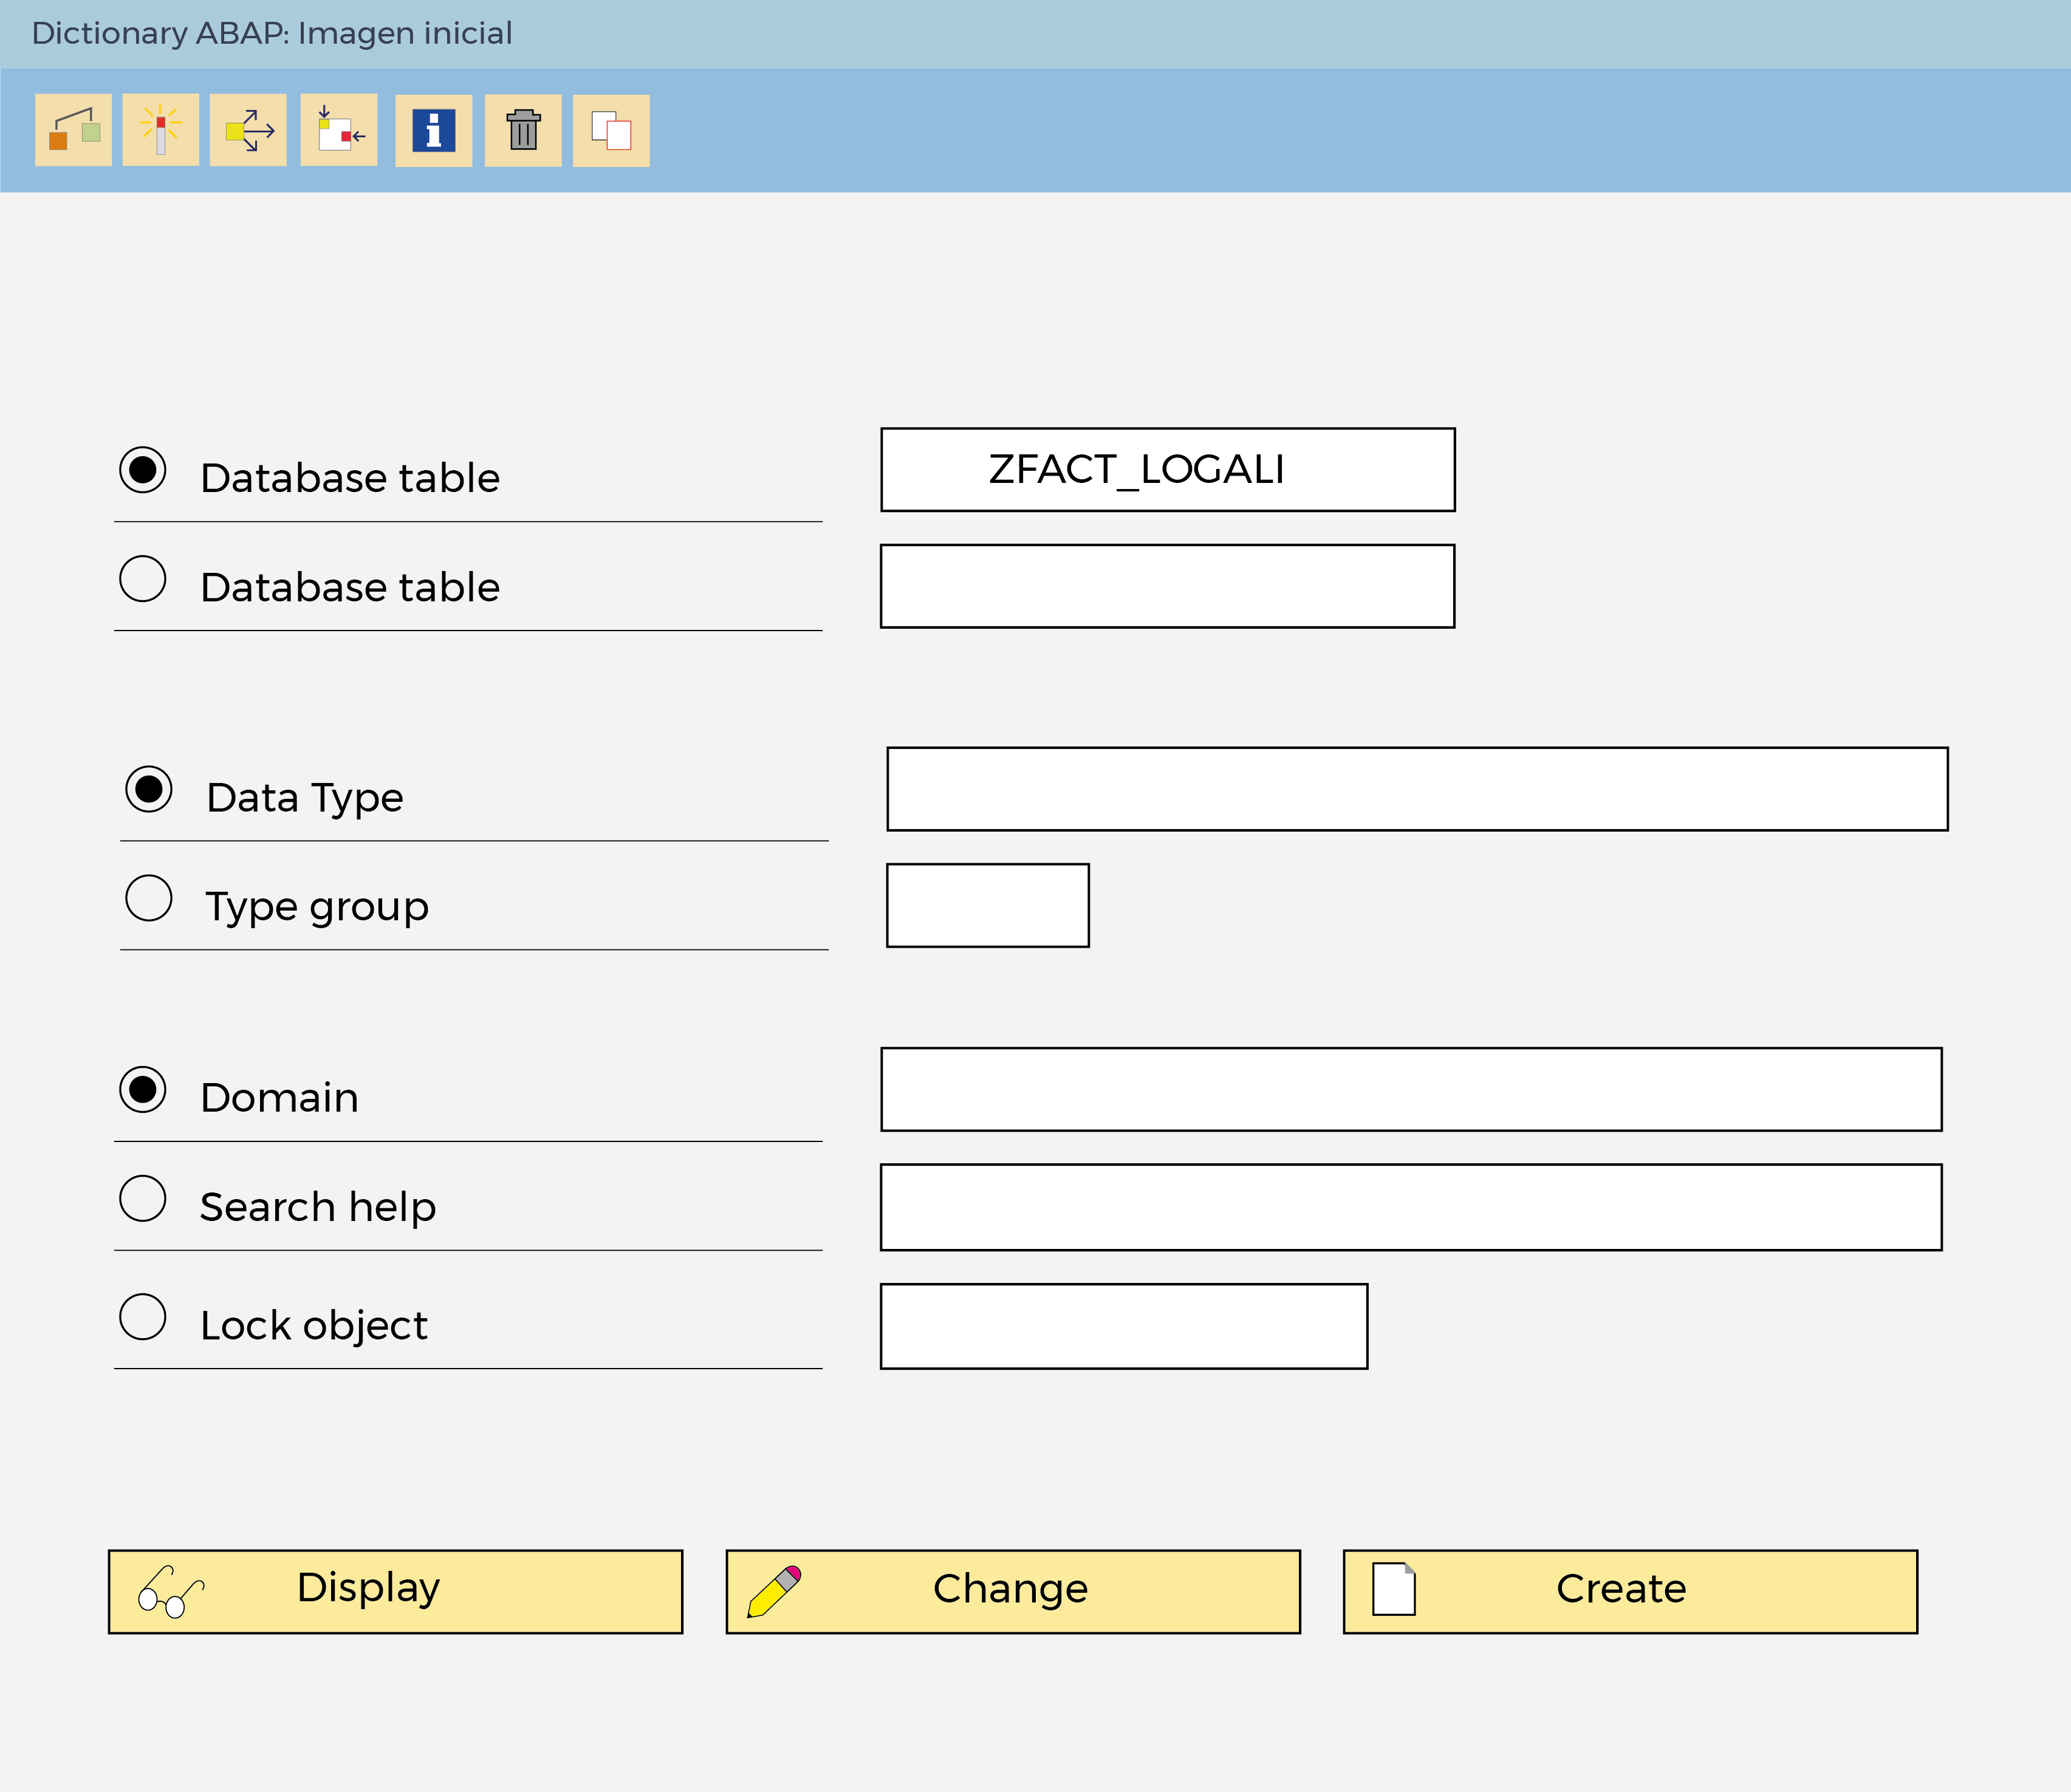 Dictionary ABAP: Imagen inicial
Database table
ZFACT_LOGALI
Database table
Data Type
Type group
Domain
Search help
Lock object
Display
Change
Create